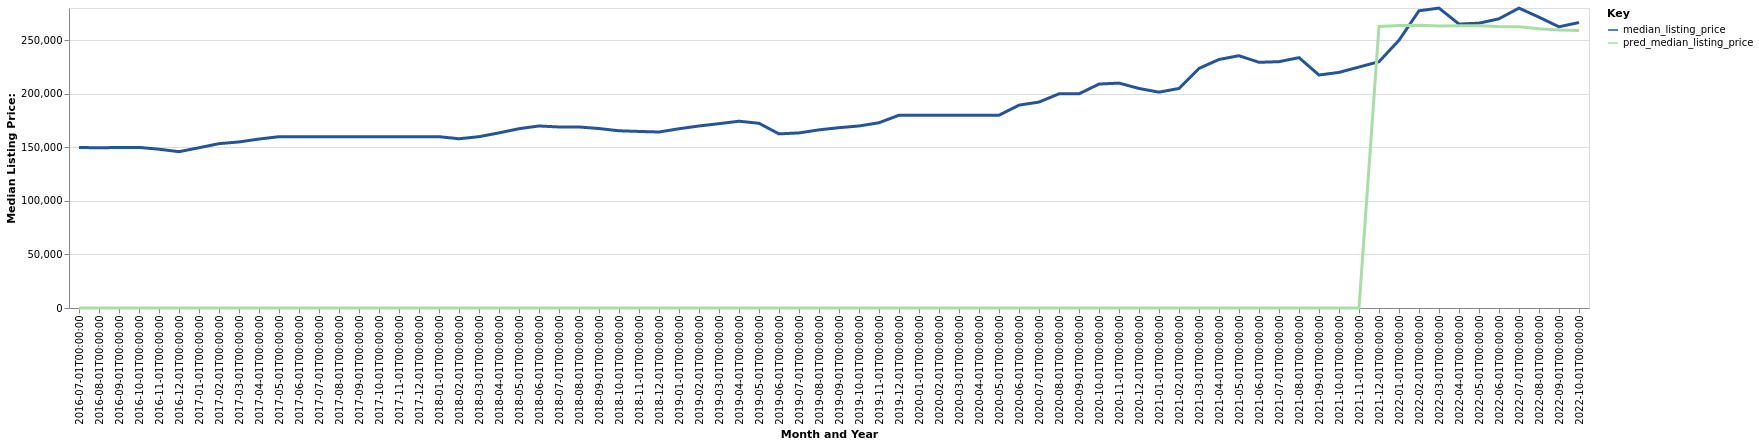 Key
median_listing_price
pred_median_listing_price
Median Listing Price:
250,000
200,000
150,000
100,000
50,000
0
2016-07-01T00:00:00
2016-08-01T00:00:00
2016-09-01T00:00:00
2016-10-01T00:00:00
2016-11-01T00:00:00
2016-12-01T00:00:00
2017-01-01T00:00:00
2017-02-01T00:00:00
2017-03-01T00:00:00
2017-04-01T00:00:00
2017-05-01T00:00:00
2017-06-01T00:00:00
2017-07-01T00:00:00
2017-08-01T00:00:00
2017-09-01T00:00:00
2017-10-01T00:00:00
2017-11-01T00:00:00
2017-12-01T00:00:00
2018-01-01T00:00:00
2018-02-01T00:00:00
2018-03-01T00:00:00
2018-04-01T00:00:00
2018-05-01T00:00:00
2018-06-01T00:00:00
2018-07-01T00:00:00
2018-08-01T00:00:00
2018-09-01T00:00:00
2018-10-01T00:00:00
2018-11-01T00:00:00
2018-12-01T00:00:00
2019-01-01T00:00:00
2019-02-01T00:00:00
2019-03-01T00:00:00
2019-04-01T00:00:00
2019-05-01T00:00:00
2019-06-01T00:00:00
2019-07-01T00:00:00
2019-08-01T00:00:00
2019-09-01T00:00:00
2019-10-01T00:00:00
2019-11-01T00:00:00
2019-12-01T00:00:00
2020-01-01T00:00:00
2020-02-01T00:00:00
2020-03-01T00:00:00
2020-04-01T00:00:00
2020-05-01T00:00:00
2020-06-01T00:00:00
2020-07-01T00:00:00
2020-08-01T00:00:00
2020-09-01T00:00:00
2020-10-01T00:00:00
2020-11-01T00:00:00
2020-12-01T00:00:00
2021-01-01T00:00:00
2021-02-01T00:00:00
2021-03-01T00:00:00
2021-04-01T00:00:00
2021-05-01T00:00:00
2021-06-01T00:00:00
2021-07-01T00:00:00
2021-08-01T00:00:00
2021-09-01T00:00:00
2021-10-01T00:00:00
2021-11-01T00:00:00
2021-12-01T00:00:00
2022-01-01T00:00:00
2022-02-01T00:00:00
2022-03-01T00:00:00
2022-04-01T00:00:00
2022-05-01T00:00:00
2022-06-01T00:00:00
2022-07-01T00:00:00
2022-08-01T00:00:00
2022-09-01T00:00:00
2022-10-01T00:00:00
Month and Year